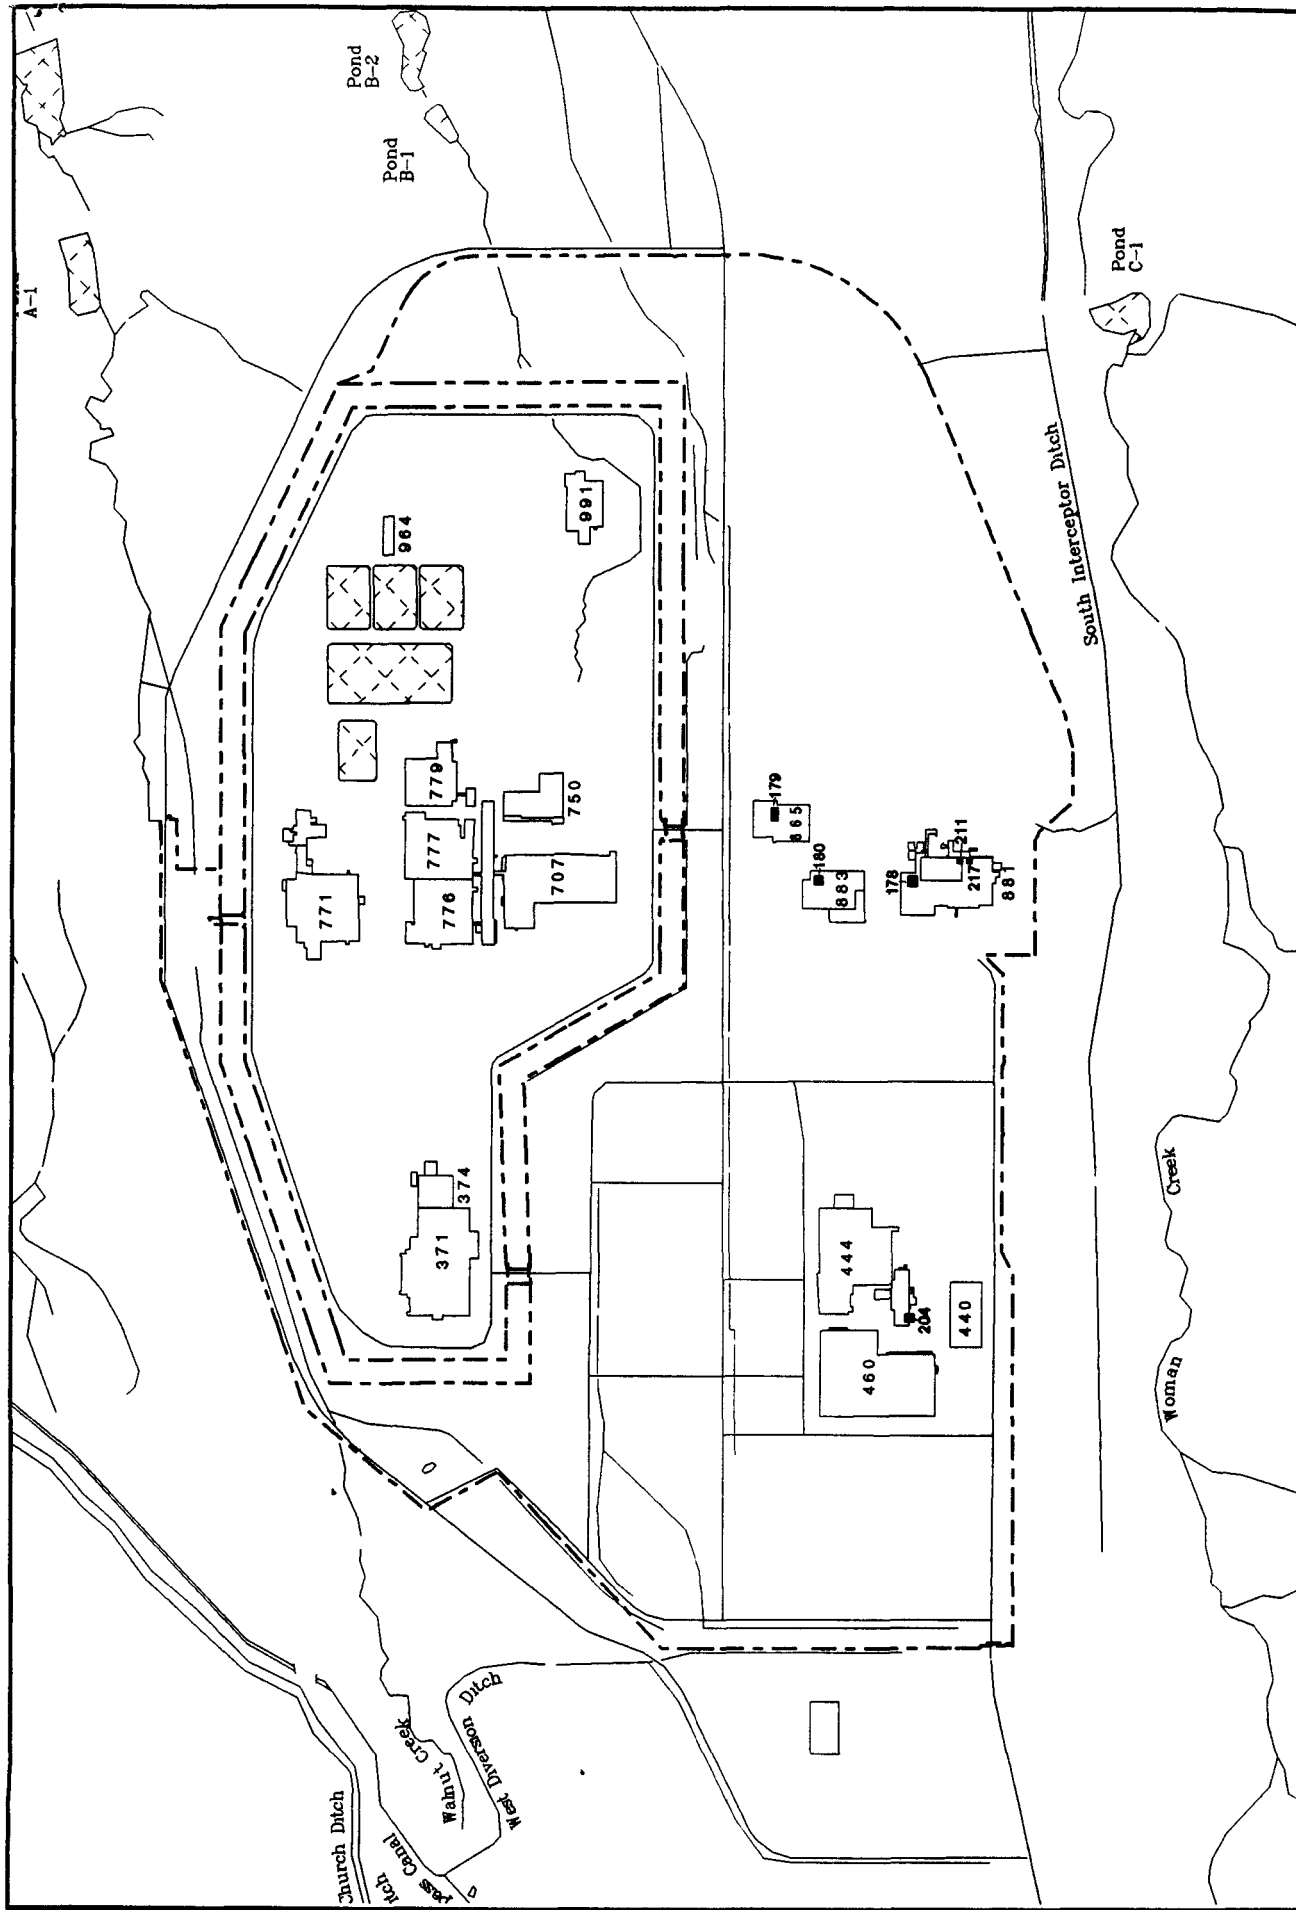 A-1
Pond
B-2
Pond
B-1
Pond
C-1
South Interceptor Ditch
991
964
779
777
776
771
750
707
179
865
180
883
178
211
217
881
374
371
444
204
440
460
Woman
Creek
Walnut Creek
West Diversion Ditch
Church Ditch
Canal